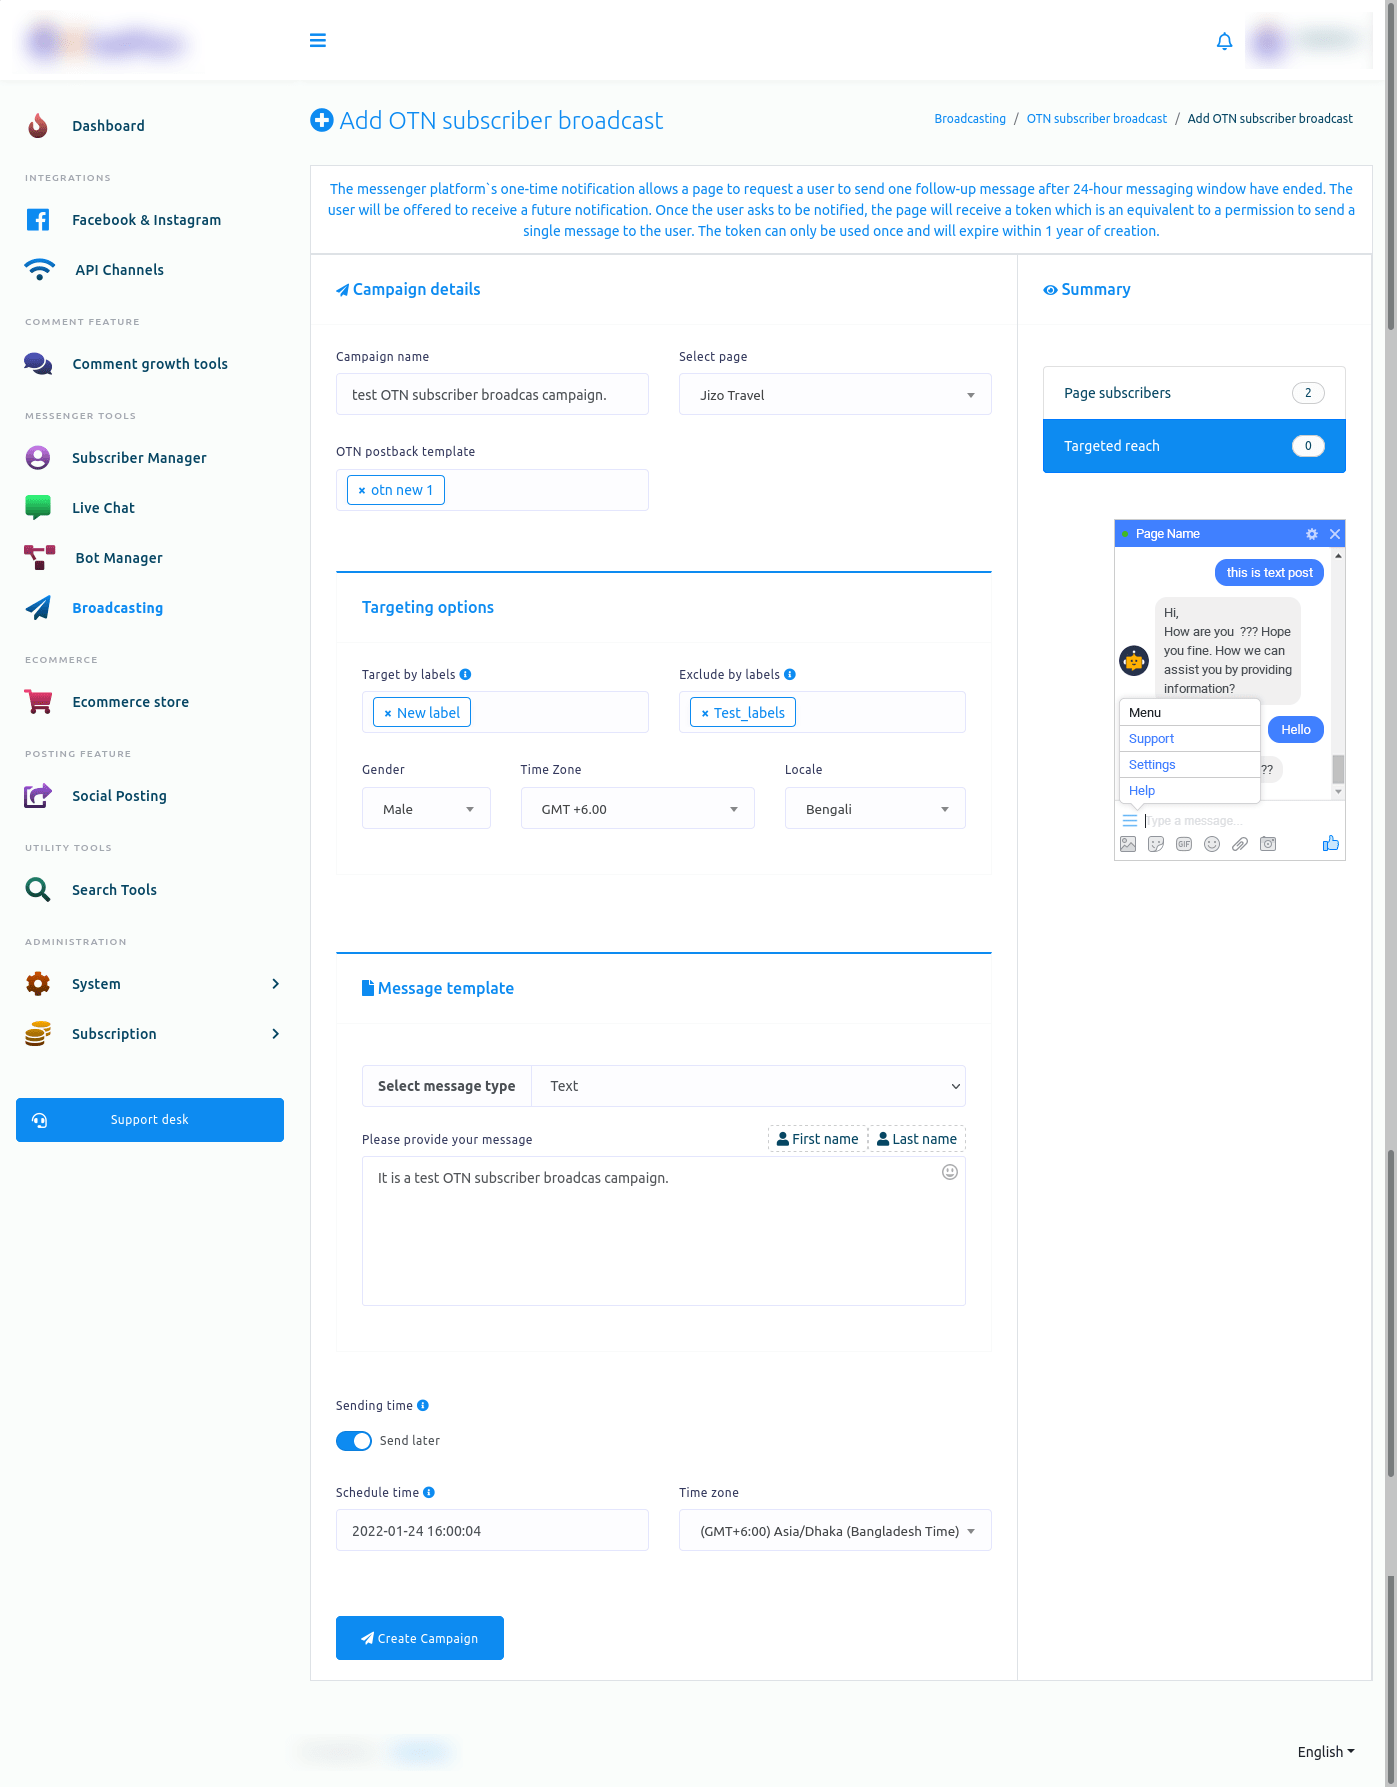 Dashboard
INTEGRATIONS
Facebook & Instagram
API Channels
COMMENT FEATURE
Comment growth tools
MESSENGER TOOLS
Subscriber Manager
Live Chat
Bot Manager
Broadcasting
ECOMMERCE
Ecommerce store
POSTING FEATURE
Social Posting
UTILITY TOOLS
Search Tools
ADMINISTRATION
System
Subscription
Support desk
Add OTN subscriber broadcast
Broadcasting / OTN subscriber broadcast / Add OTN subscriber broadcast
The messenger platform`s one-time notification allows a page to request a user to send one follow-up message after 24-hour messaging window have ended. The
user will be offered to receive a future notification. Once the user asks to be notified, the page will receive a token which is an equivalent to a permission to send a
single message to the user. The token can only be used once and will expire within 1 year of creation.
Campaign details
Campaign name
test OTN subscriber broadcas campaign.
Select page
Jizo Travel
OTN postback template
× otn new 1
Targeting options
Target by labels
× New label
Exclude by labels
× Test_labels
Gender
Male
Time Zone
GMT +6.00
Locale
Bengali
Message template
Select message type
Text
Please provide your message
First name
Last name
It is a test OTN subscriber broadcas campaign.
Sending time
Send later
Schedule time
2022-01-24 16:00:04
Time zone
(GMT+6:00) Asia/Dhaka (Bangladesh Time)
Create Campaign
Summary
Page subscribers 2
Targeted reach 0
Page Name
this is text post
Hi,
How are you ??? Hope
you fine. How we can
assist you by providing
information?
Hello
??
Menu
Support
Settings
Help
Type a message...
GIF
English